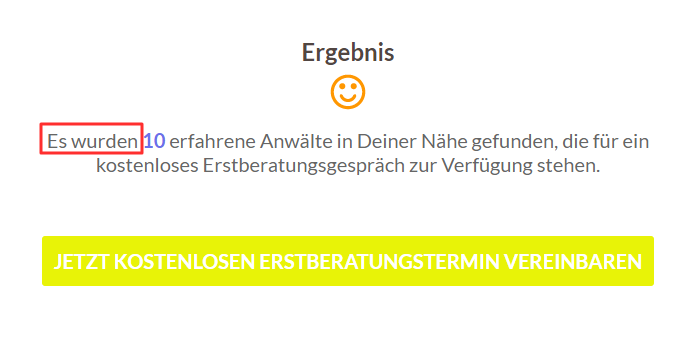 Ergebnis
Es wurden 10 erfahrene Anwälte in Deiner Nähe gefunden, die für ein
kostenloses Erstberatungsgespräch zur Verfügung stehen.
JETZT KOSTENLOSEN ERSTBERATUNGSTERMIN VEREINBAREN